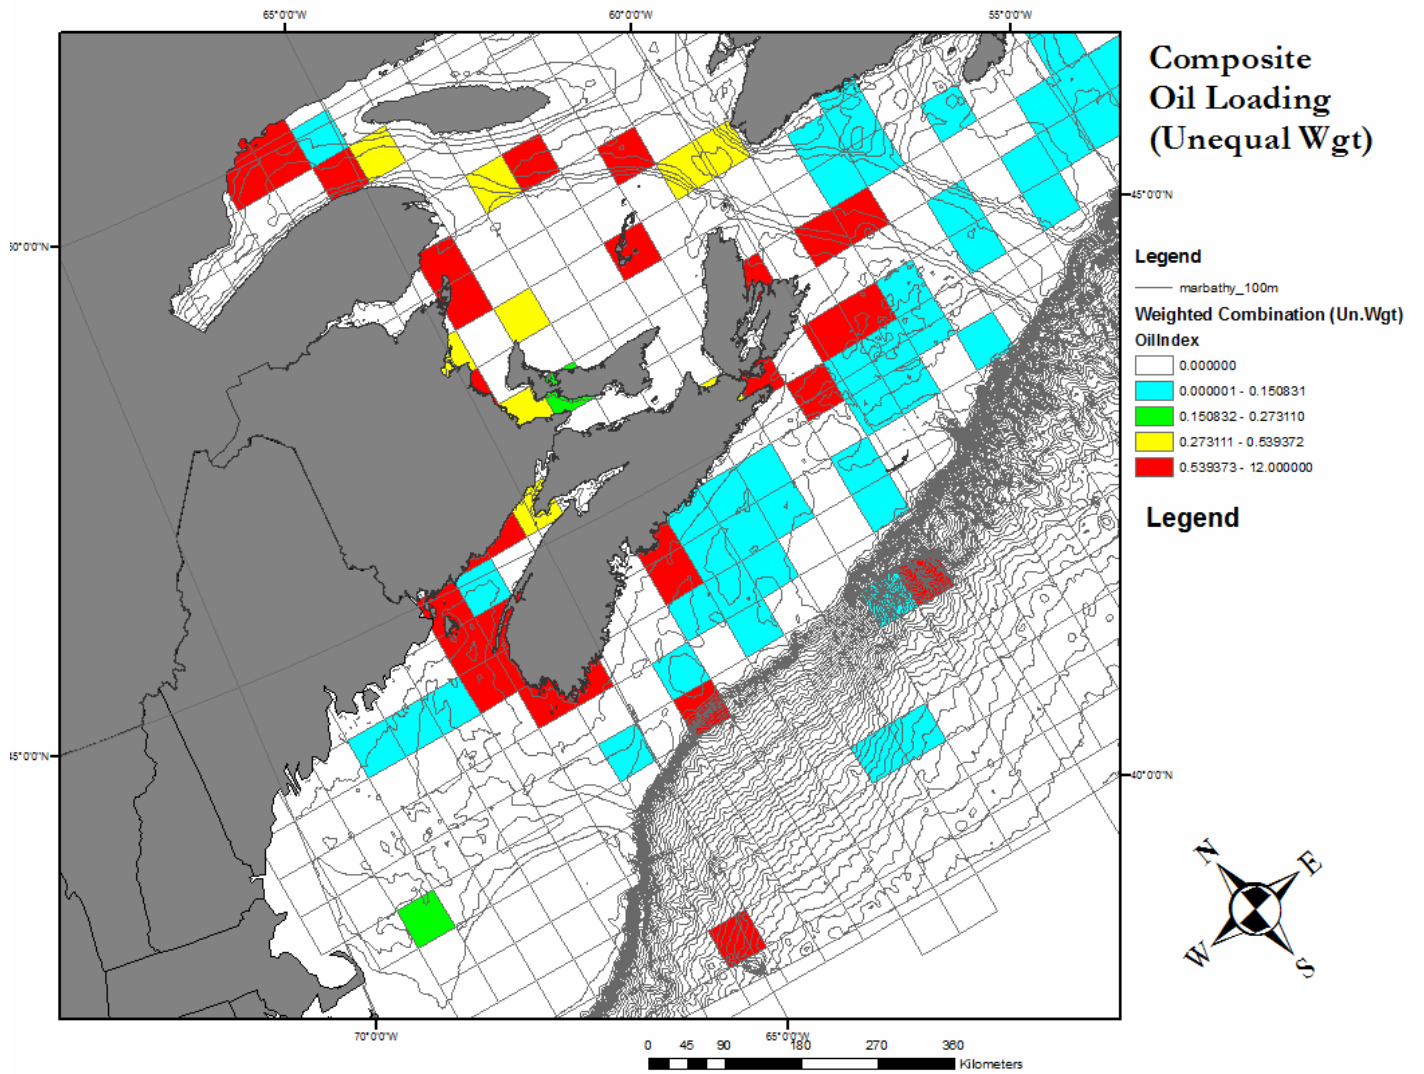 65°0'0"W 60°0'0"W 55°0'0"W
Composite
Oil Loading
(Unequal Wgt)
45°0'0"N
50°0'0"N
Legend
marbathy_100m
Weighted Combination (Un.Wgt)
OilIndex
0.000000
0.000001 - 0.150831
0.150832 - 0.273110
0.273111 - 0.539372
0.539373 - 12.000000
Legend
45°0'0"N
40°0'0"N
N
E
W
S
70°0'0"W 65°0'0"W
0 45 90 180 270 360
Kilometers